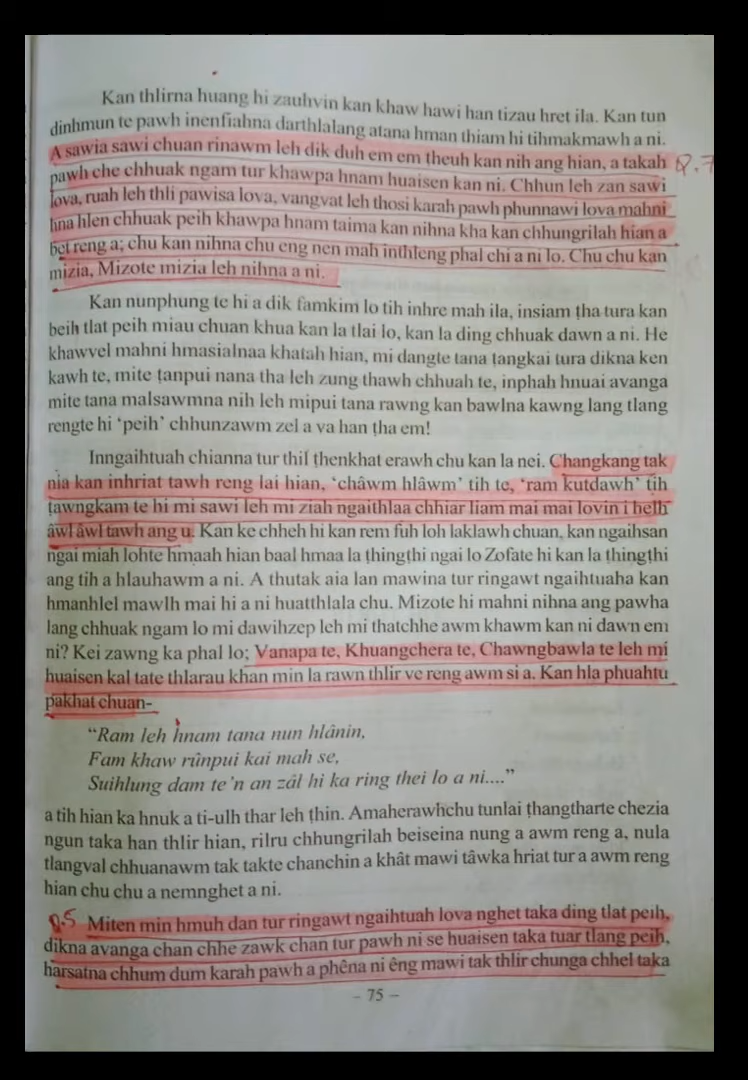 Kan thlirna huang hi zauhvin kan khaw hawi han tizau hret ila. Kan tun
dinhmun te pawh inenfiahna darthlalang atana hman thiam hi tihmakmawh a ni.
A sawia sawi chuan rinawm leh dik duh em em theuh kan nih ang hian, a takah
Q.7
pawh che chhuak ngam tur khawpa hnam huaisen kan ni. Chhun leh zan sawi
lova, ruah leh thli pawisa lova, vangvat leh thosi karah pawh phunnawi lova mahni
hna hlen chhuak peih khawpa hnam taima kan nihna kha kan chhungrilah hian a
bet reng a; chu kan nihna chu eng nen mah inthleng phal chi a ni lo. Chu chu kan
mizia, Mizote mizia leh nihna a ni.
Kan nunphung te hi a dik famkim lo tih inhre mah ila, insiam ṭha tura kan
beih tlat peih miau chuan khua kan la tlai lo, kan la ding chhuak dawn a ni. He
khawvel mahni hmasialnaa khatah hian, mi dangte tana ṭangkai tura dikna ken
kawh te, mite ṭanpui nana tha leh zung thawh chhuah te, inphah hnuai avanga
mite tana malsawmna nih leh mipui tana rawng kan bawlna kawng lang tlang
rengte hi ‘peih’ chhunzawm zel a va han ṭha em!
Inngaihtuah chianna tur thil ṭhenkhat erawh chu kan la nei. Changkang tak
nia kan inhriat tawh reng lai hian, ‘châwm hlâwm’ tih te, ‘ram kutdawh’ tih
ṭawngkam te hi mi sawi leh mi ziah ngaithlaa chhiar liam mai mai lovin i helh
âwl âwl tawh ang u. Kan ke chheh hi kan rem fuh loh laklawh chuan, kan ngaihsan
ngai miah lohte hmaah hian baal hmaa la ṭhingṭhi ngai lo Zofate hi kan la ṭhingṭhi
ang tih a hlauhawm a ni. A thutak aia lan mawina tur ringawt ngaihtuaha kan
hmanhlel mawlh mai hi a ni huatthlala chu. Mizote hi mahni nihna ang pawha
lang chhuak ngam lo mi dawihzep leh mi thatchhe awm khawm kan ni dawn em
ni? Kei zawng ka phal lo; Vanapa te, Khuangchera te, Chawngbawla te leh mi
huaisen kal tate thlarau khan min la rawn thlir ve reng awm si a. Kan hla phuahtu
pakhat chuan-
“Ram leh hnam tana nun hlânin,
Fam khaw rûnpui kai mah se,
Suihlung dam te’n an zâl hi ka ring thei lo a ni....”
a tih hian ka hnuk a ti-ulh thar leh ṭhin. Amaherawhchu tunlai ṭhangtharte chezia
ngun taka han thlir hian, rilru chhungrilah beiseina nung a awm reng a, nula
tlangval chhuanawm tak takte chanchin a khât mawi tâwka hriat tur a awm reng
hian chu chu a nemnghet a ni.
Q.5 Miten min hmuh dan tur ringawt ngaihtuah lova nghet taka ding tlat peih,
dikna avanga chan chhe zawk chan tur pawh ni se huaisen taka tuar tlang peih,
harsatna chhum dum karah pawh a phêna ni êng mawi tak thlir chunga chhel taka
– 75 –